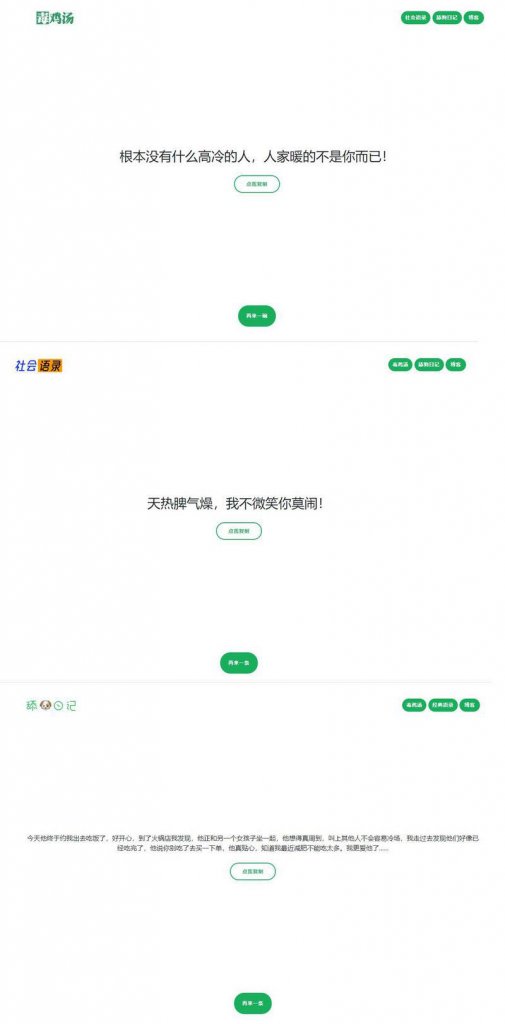 毒鸡汤
社会语录 舔狗日记 博客
根本没有什么高冷的人，人家暖的不是你而已！
点我复制
再来一碗
社会语录
毒鸡汤 舔狗日记 博客
天热脾气燥，我不微笑你莫闹！
点我复制
再来一条
舔 日记
毒鸡汤 经典语录 博客
今天他终于约我出去吃饭了，好开心，到了火锅店我发现，他正和另一个女孩子坐一起，他想得真周到，叫上其他人不会容易冷场，我走过去发现他们好像已
经吃完了，他说你别吃了去买一下单，他真贴心，知道我最近减肥不能吃太多。我更爱他了.....
点我复制
再来一条